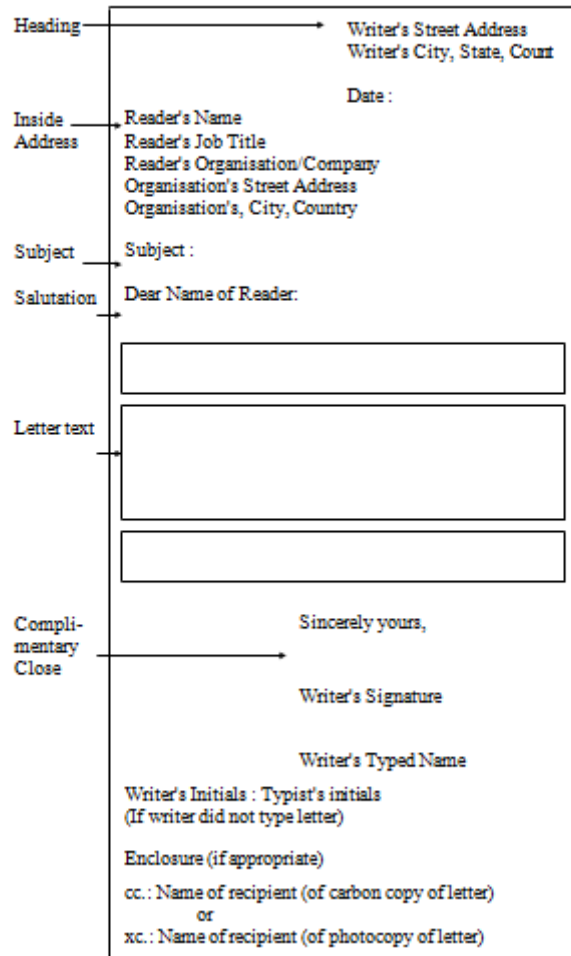 Heading
Writer's Street Address
Writer's City, State, Count
Date :
Inside
Address
Reader's Name
Reader's Job Title
Reader's Organisation/Company
Organisation's Street Address
Organisation's, City, Country
Subject
Subject :
Salutation
Dear Name of Reader:
Letter text
Compli-
mentary
Close
Sincerely yours,
Writer's Signature
Writer's Typed Name
Writer's Initials : Typist's initials
(If writer did not type letter)
Enclosure (if appropriate)
cc.: Name of recipient (of carbon copy of letter)
or
xc.: Name of recipient (of photocopy of letter)